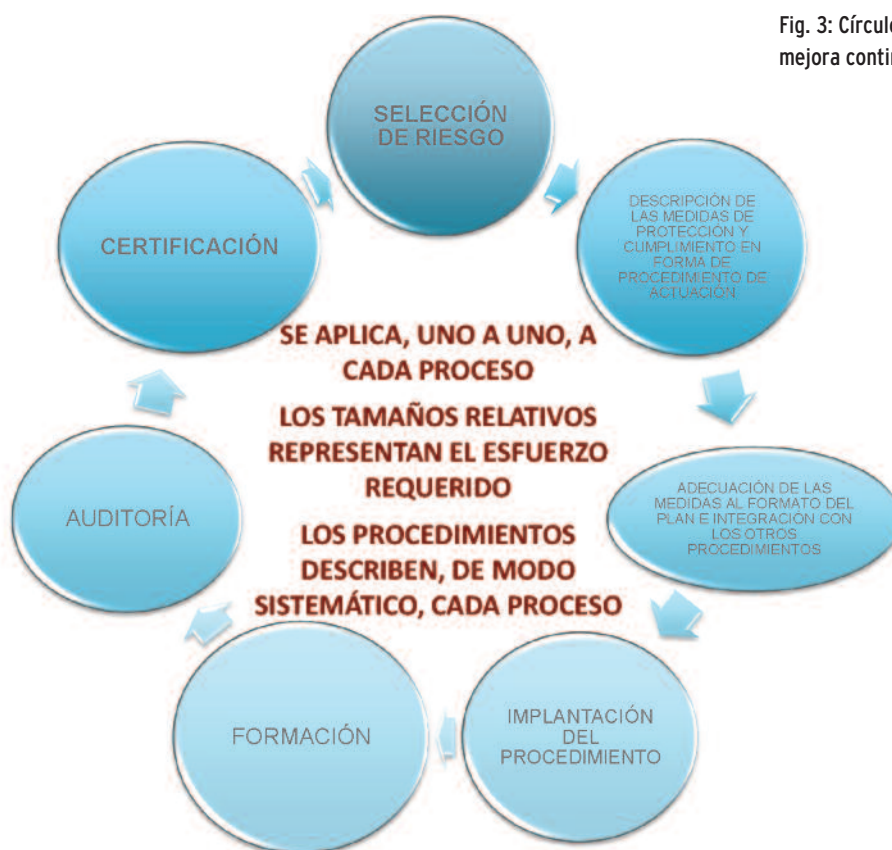 Fig. 3: Círculo
mejora contin
SELECCIÓN
DE RIESGO
DESCRIPCIÓN DE
LAS MEDIDAS DE
PROTECCIÓN Y
CUMPLIMIENTO EN
FORMA DE
PROCEDIMIENTO DE
ACTUACIÓN
ADECUACIÓN DE LAS
MEDIDAS AL FORMATO DEL
PLAN E INTEGRACIÓN CON
LOS OTROS
PROCEDIMIENTOS
IMPLANTACIÓN
DEL
PROCEDIMIENTO
FORMACIÓN
AUDITORÍA
CERTIFICACIÓN
SE APLICA, UNO A UNO, A
CADA PROCESO
LOS TAMAÑOS RELATIVOS
REPRESENTAN EL ESFUERZO
REQUERIDO
LOS PROCEDIMIENTOS
DESCRIBEN, DE MODO
SISTEMÁTICO, CADA PROCESO